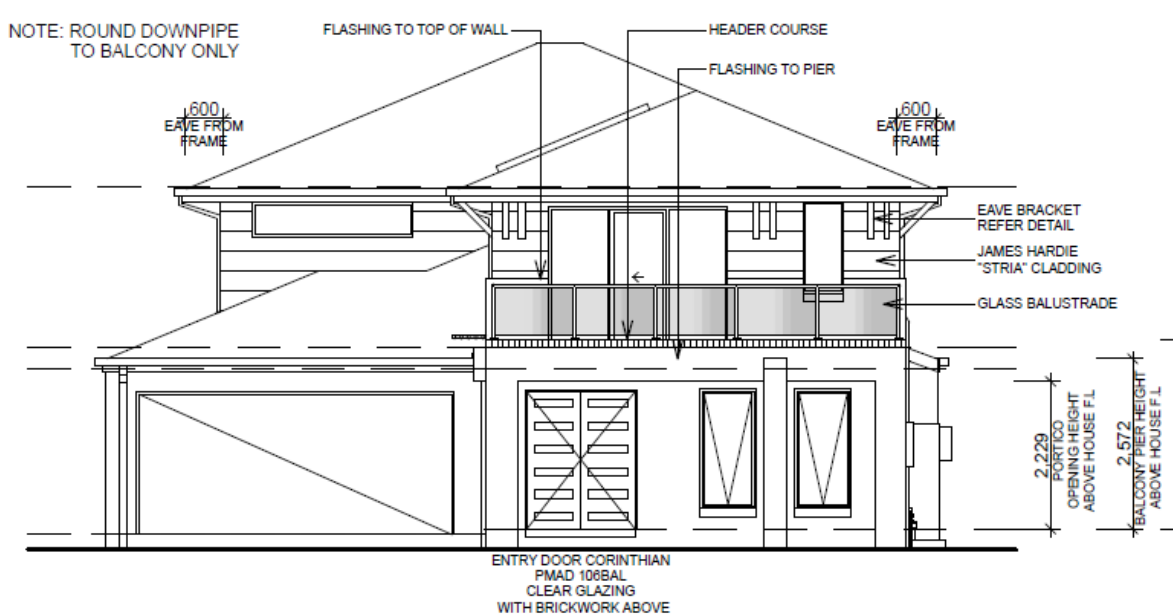 NOTE: ROUND DOWNPIPE
TO BALCONY ONLY
FLASHING TO TOP OF WALL
HEADER COURSE
FLASHING TO PIER
600
EAVE FROM
FRAME
600
EAVE FROM
FRAME
EAVE BRACKET
REFER DETAIL
JAMES HARDIE
"STRIA" CLADDING
GLASS BALUSTRADE
2,229
PORTICO
OPENING HEIGHT
ABOVE HOUSE F.L
2,572
BALCONY PIER HEIGHT
ABOVE HOUSE F.L
ENTRY DOOR CORINTHIAN
PMAD 106BAL
CLEAR GLAZING
WITH BRICKWORK ABOVE